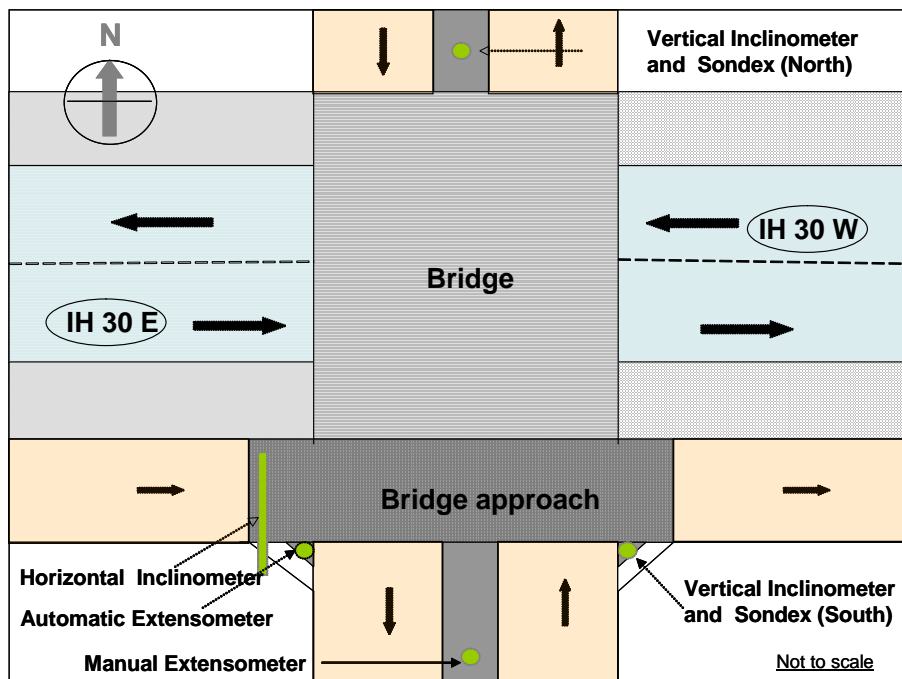 N
Vertical Inclinometer
and Sondex (North)
IH 30 W
Bridge
IH 30 E
Bridge approach
Horizontal Inclinometer
Automatic Extensometer
Manual Extensometer
Vertical Inclinometer
and Sondex (South)
Not to scale